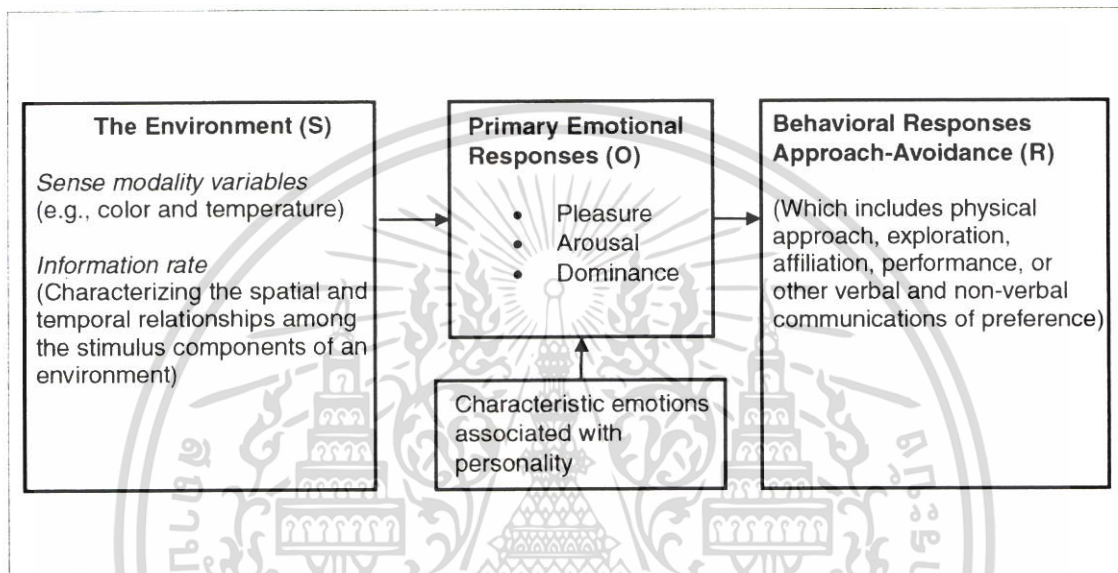 The Environment (S)
Sense modality variables
(e.g., color and temperature)
Information rate
(Characterizing the spatial and
temporal relationships among
the stimulus components of an
environment)
Primary Emotional
Responses (O)
• Pleasure
• Arousal
• Dominance
Characteristic emotions
associated with
personality
Behavioral Responses
Approach-Avoidance (R)
(Which includes physical
approach, exploration,
affiliation, performance, or
other verbal and non-verbal
communications of preference)